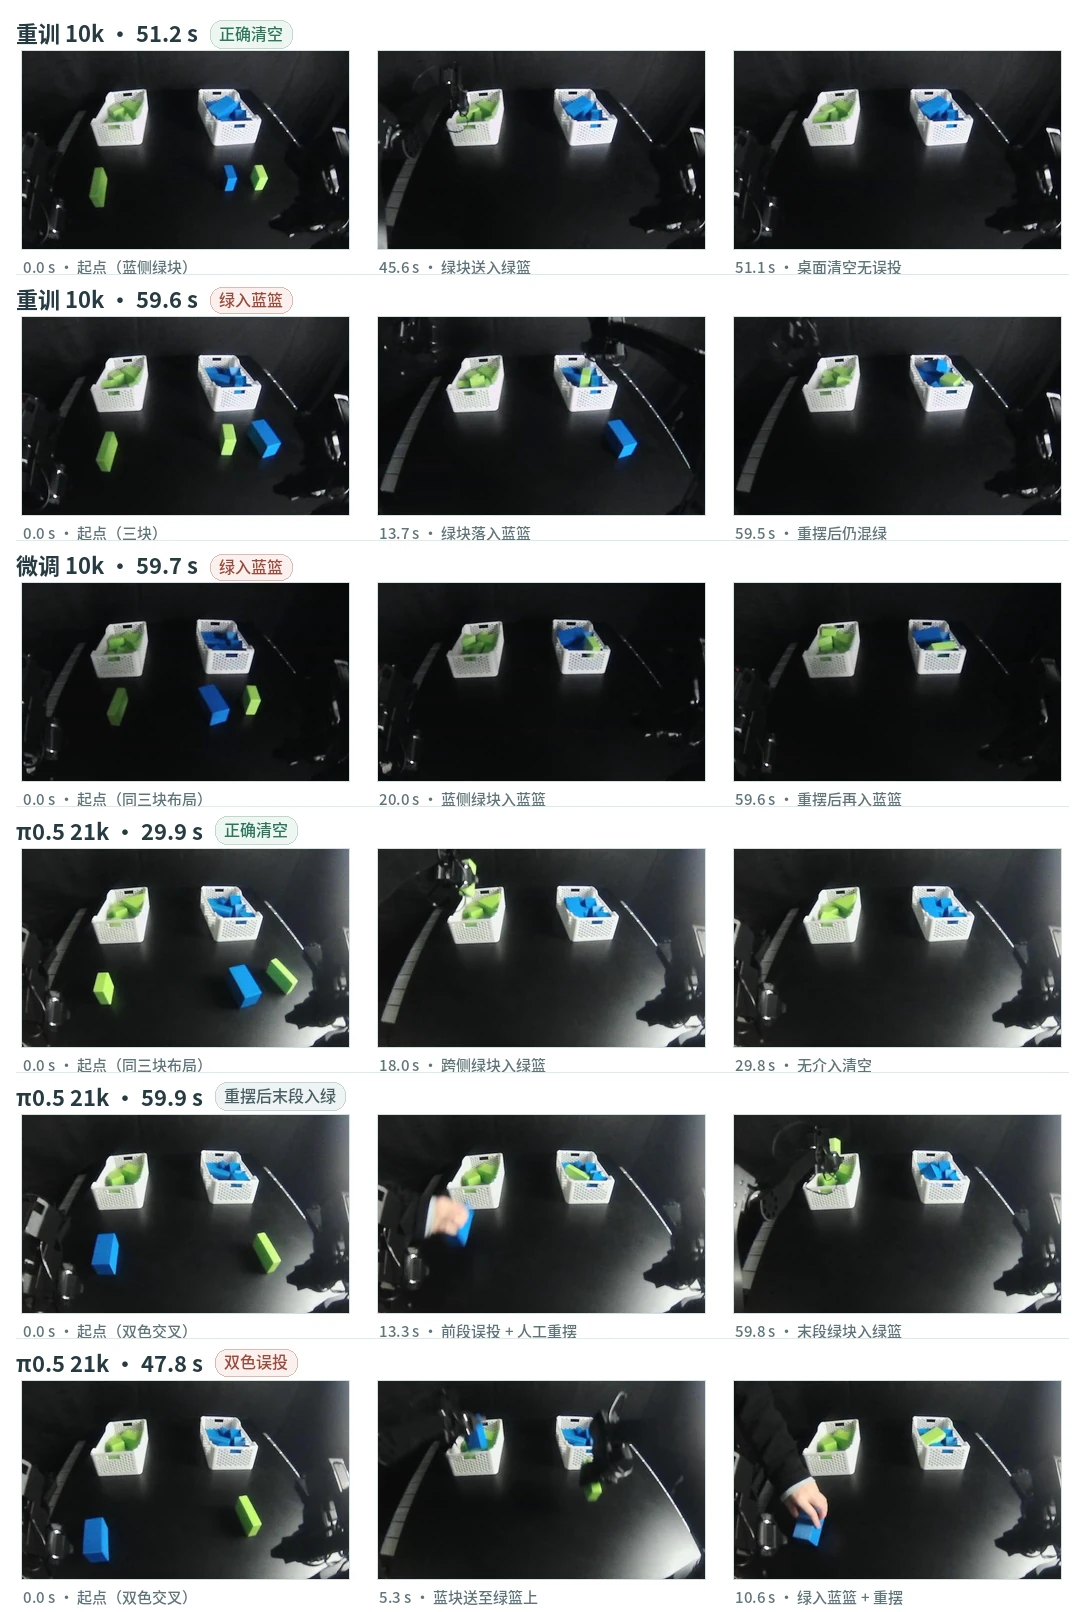 重训 10k · 51.2 s 正确清空
0.0 s · 起点（蓝侧绿块） 45.6 s · 绿块送入绿篮 51.1 s · 桌面清空无误投
重训 10k · 59.6 s 绿入蓝篮
0.0 s · 起点（三块） 13.7 s · 绿块落入蓝篮 59.5 s · 重摆后仍混绿
微调 10k · 59.7 s 绿入蓝篮
0.0 s · 起点（同三块布局） 20.0 s · 蓝侧绿块入蓝篮 59.6 s · 重摆后再入蓝篮
π0.5 21k · 29.9 s 正确清空
0.0 s · 起点（同三块布局） 18.0 s · 跨侧绿块入绿篮 29.8 s · 无介入清空
π0.5 21k · 59.9 s 重摆后末段入绿
0.0 s · 起点（双色交叉） 13.3 s · 前段误投 + 人工重摆 59.8 s · 末段绿块入绿篮
π0.5 21k · 47.8 s 双色误投
0.0 s · 起点（双色交叉） 5.3 s · 蓝块送至绿篮上 10.6 s · 绿入蓝篮 + 重摆